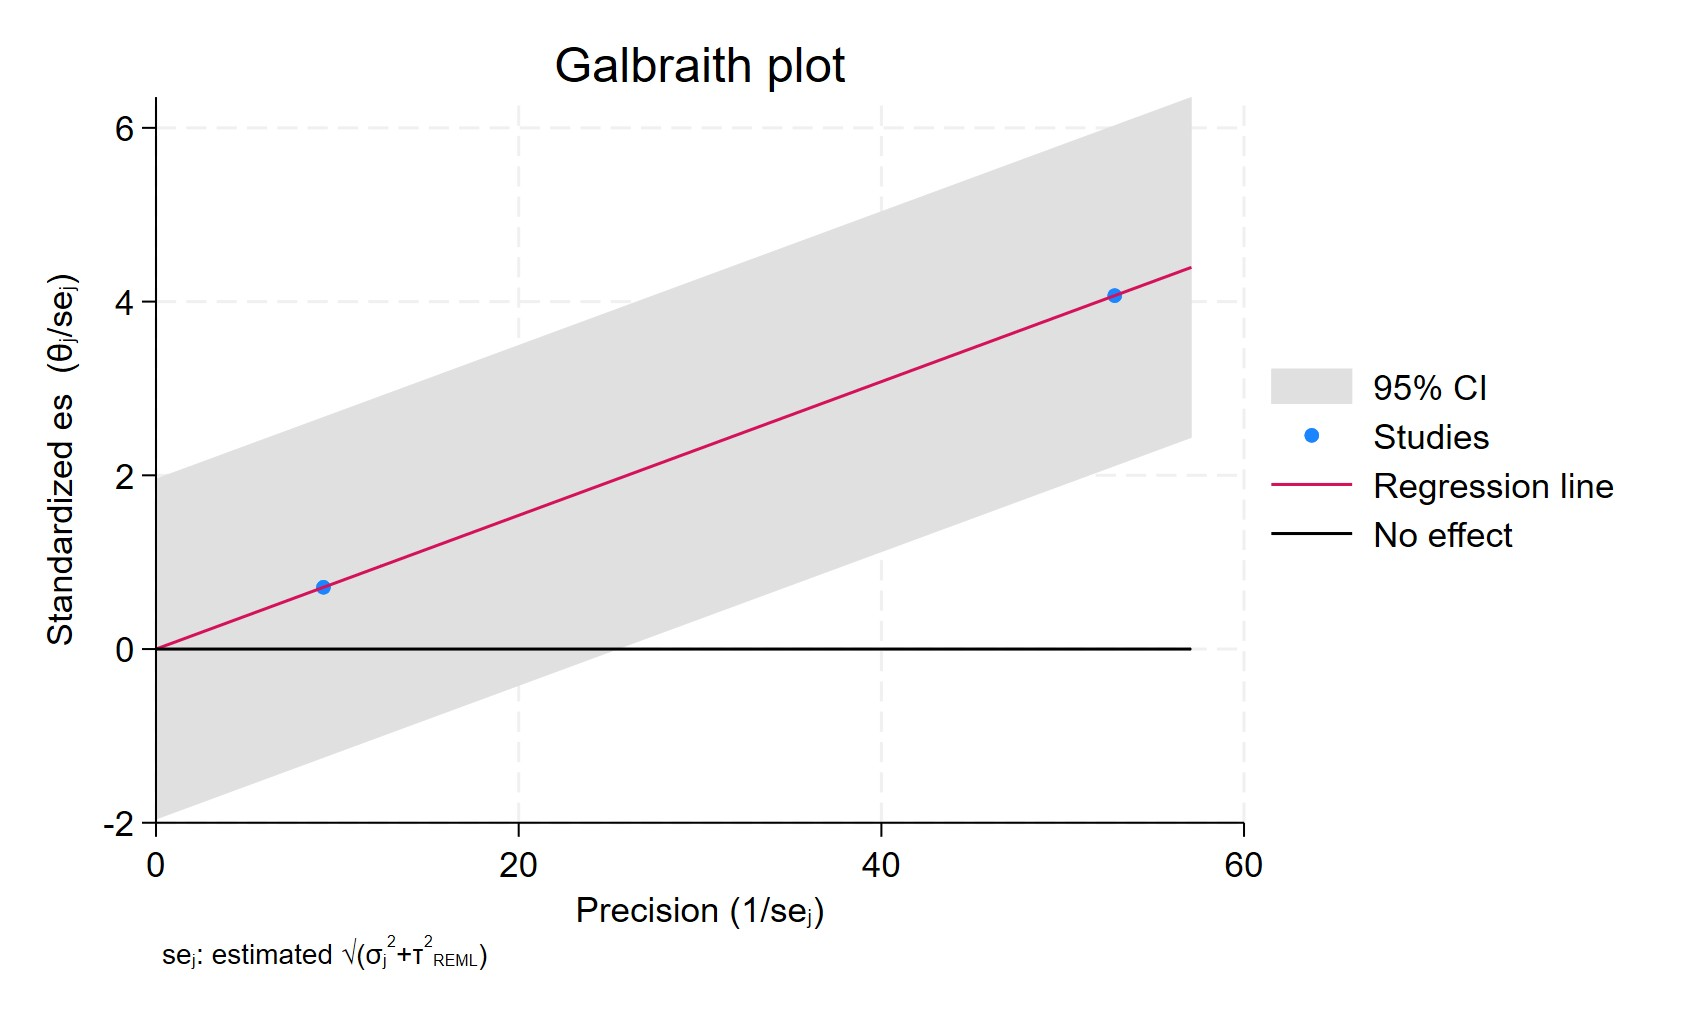 Galbraith plot
Standardized es (θⱼ/seⱼ)
6
4
2
0
-2
0
20
40
60
Precision (1/seⱼ)
seⱼ: estimated √(σⱼ²+τ²REML)
95% CI
Studies
Regression line
No effect